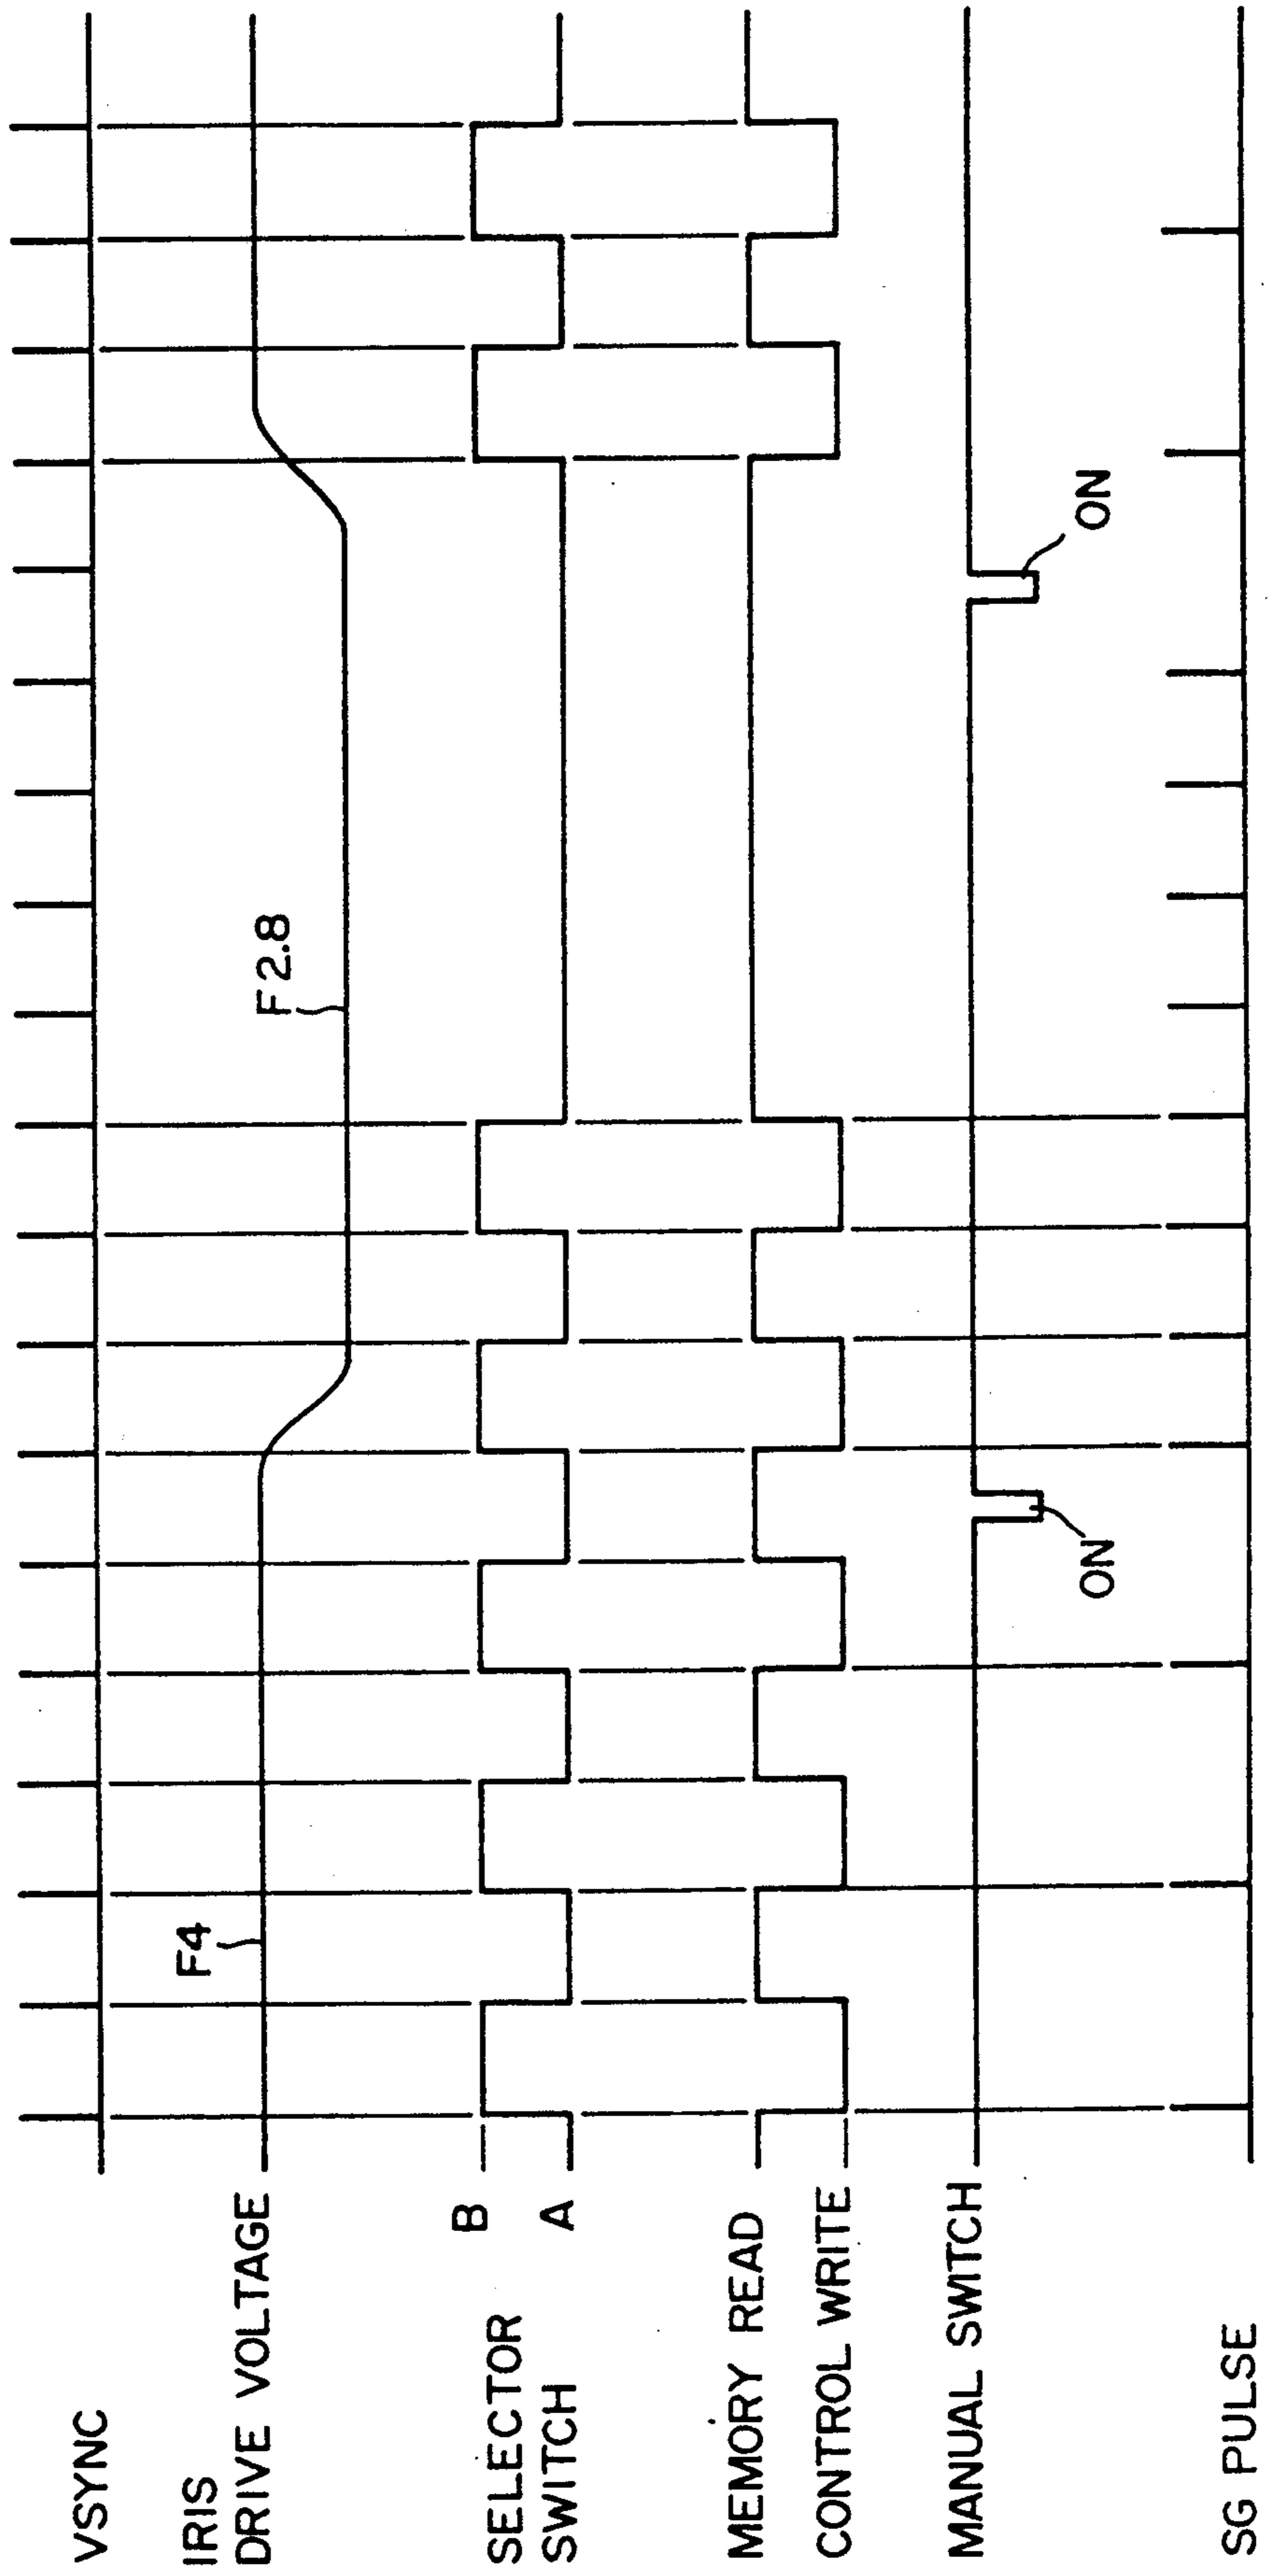 VSYNC
IRIS
DRIVE VOLTAGE
F4
F2.8
SELECTOR
SWITCH
B
A
MEMORY READ
CONTROL WRITE
MANUAL SWITCH
ON
ON
SG PULSE